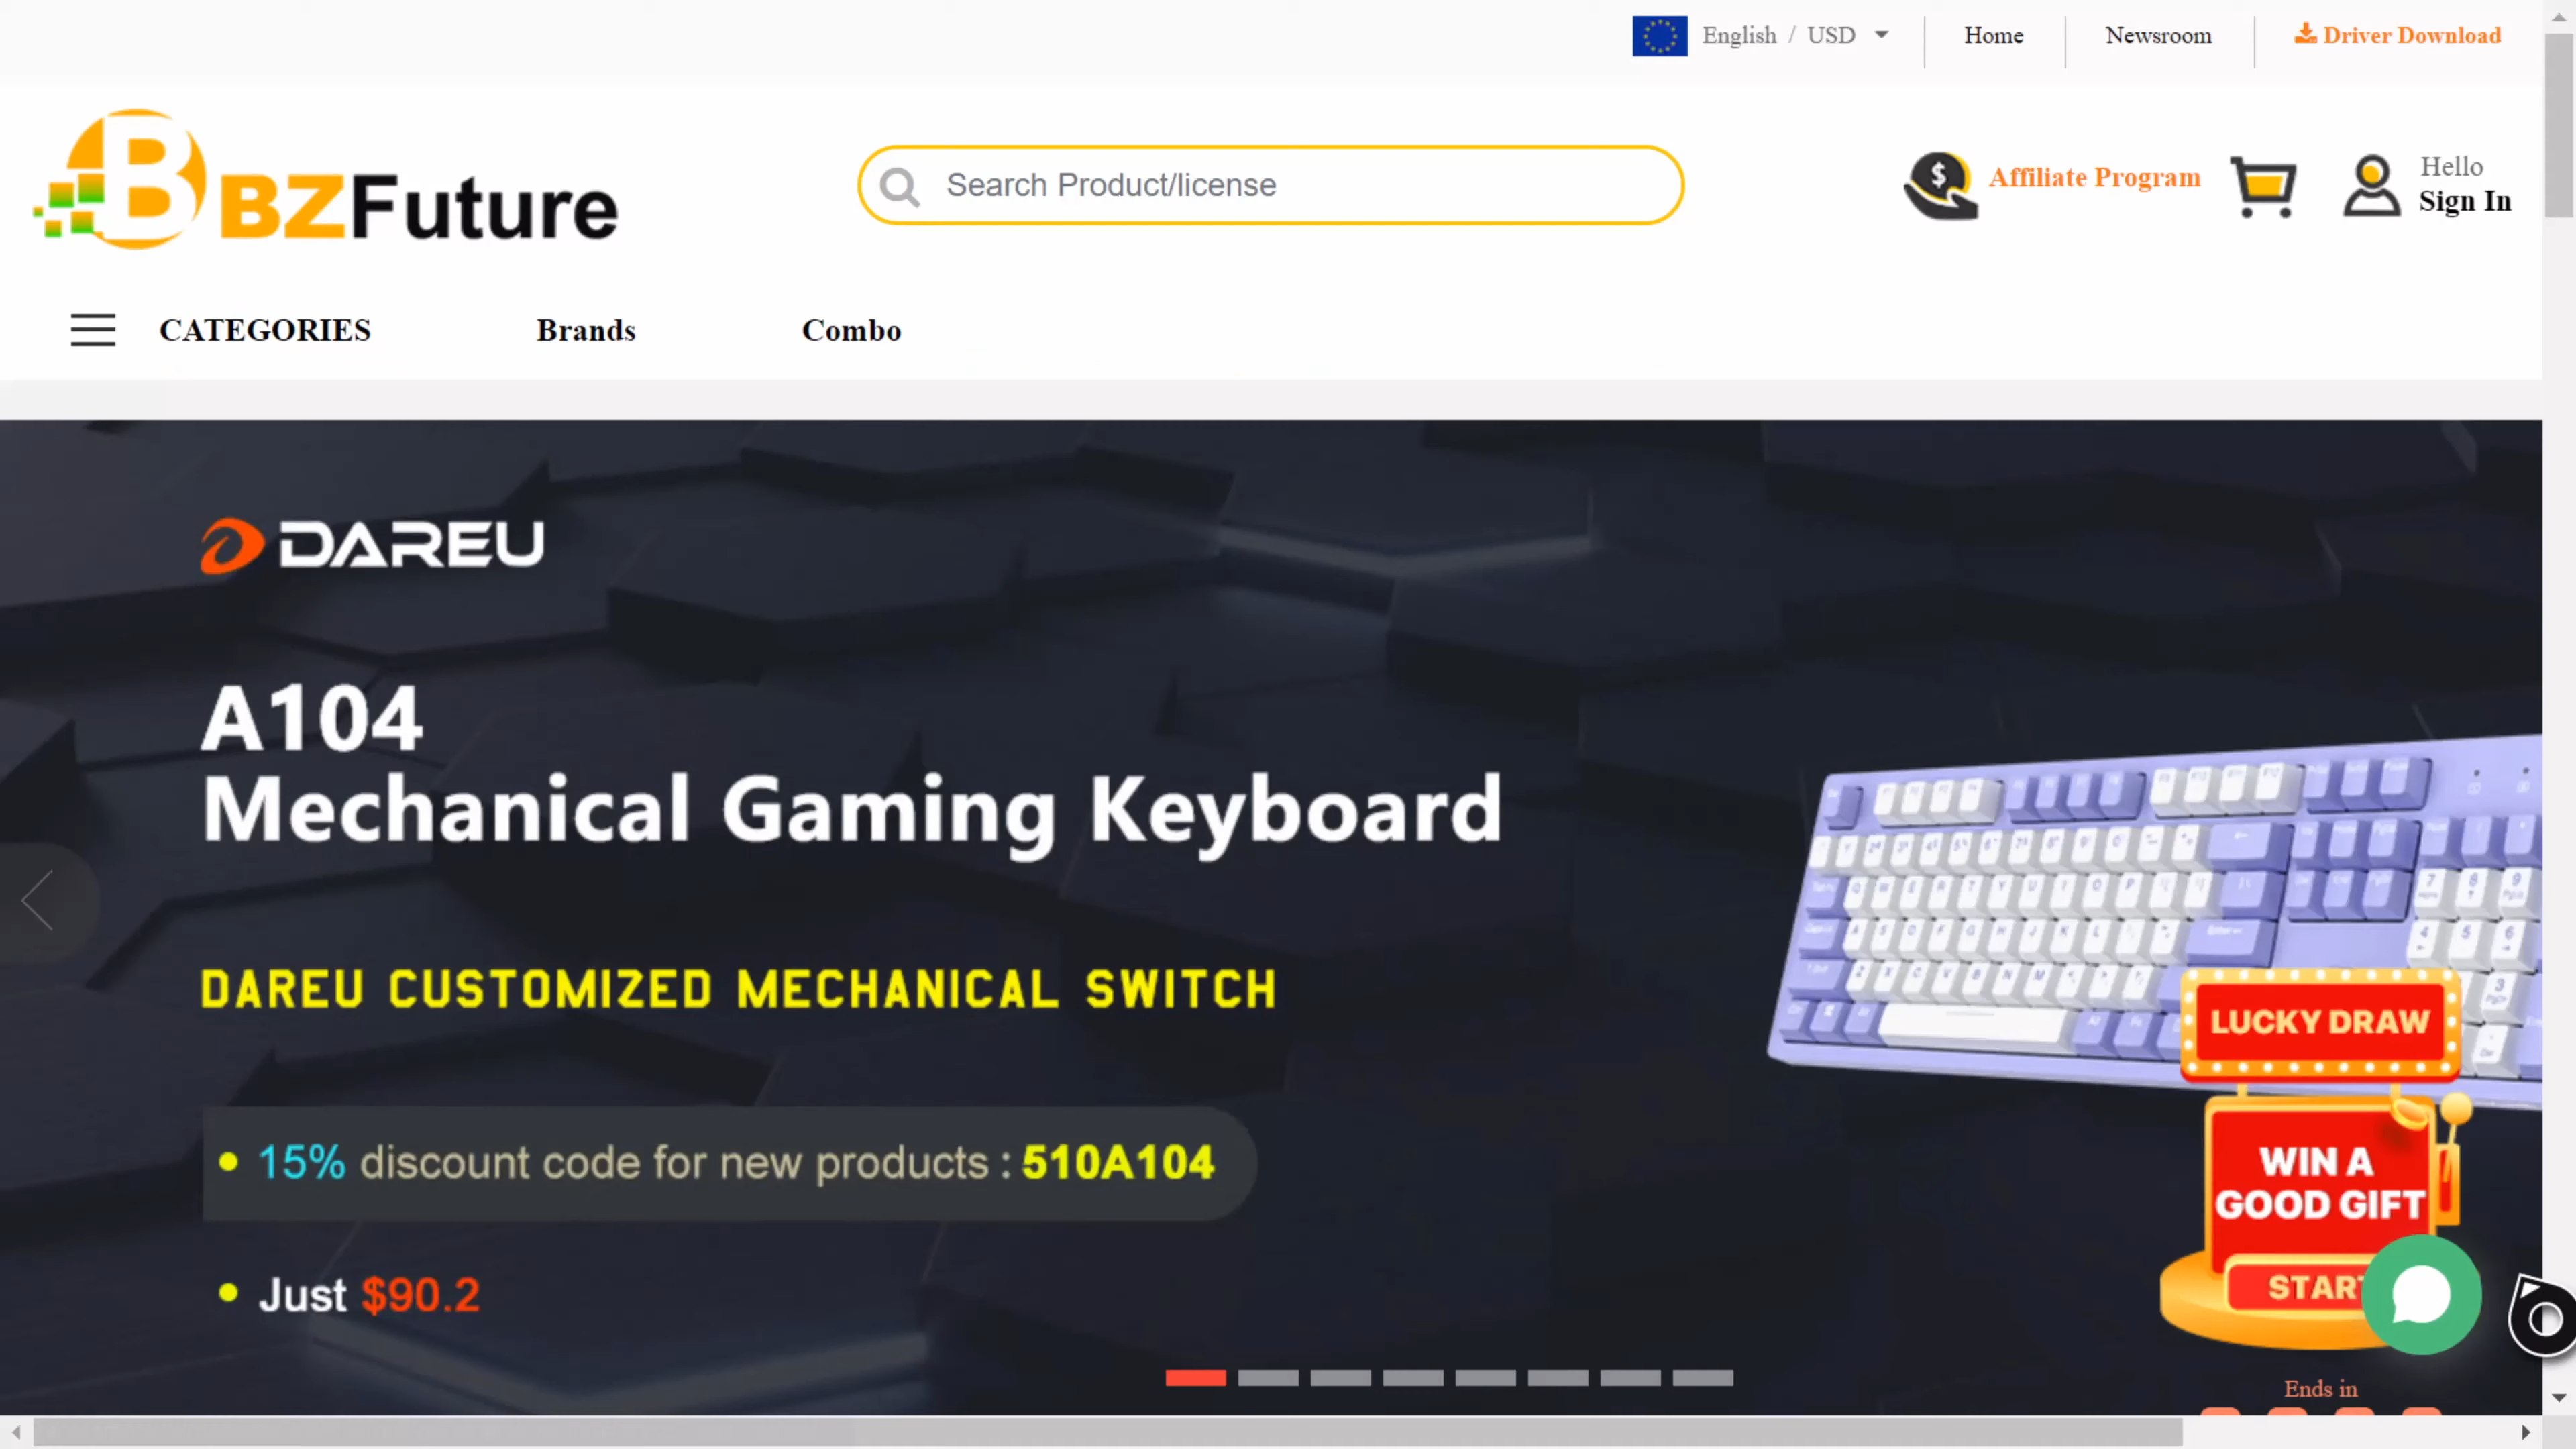 English / USD
Home
Newsroom
Driver Download
B
BZFuture
Search Product/license
$
Affiliate Program
Hello
Sign In
CATEGORIES
Brands
Combo
DAREU
A104
Mechanical Gaming Keyboard
DAREU CUSTOMIZED MECHANICAL SWITCH
15% discount code for new products : 510A104
Just $90.2
LUCKY DRAW
WIN A
GOOD GIFT
START
Ends in